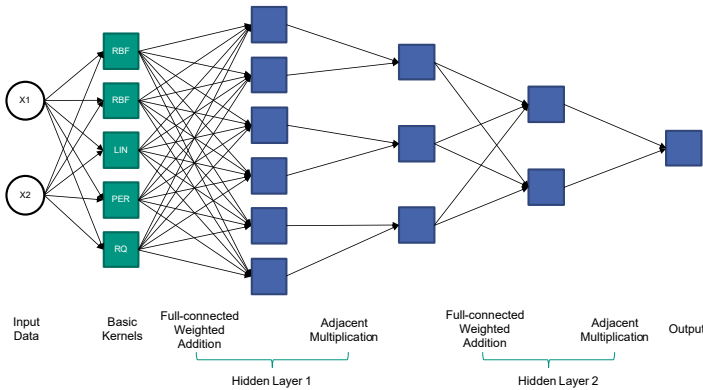 RBF
RBF
LIN
PER
RQ
X1
X2
Input
Data
Basic
Kernels
Full-connected
Weighted
Addition
Adjacent
Multiplication
Full-connected
Weighted
Addition
Adjacent
Multiplication
Output
Hidden Layer 1
Hidden Layer 2